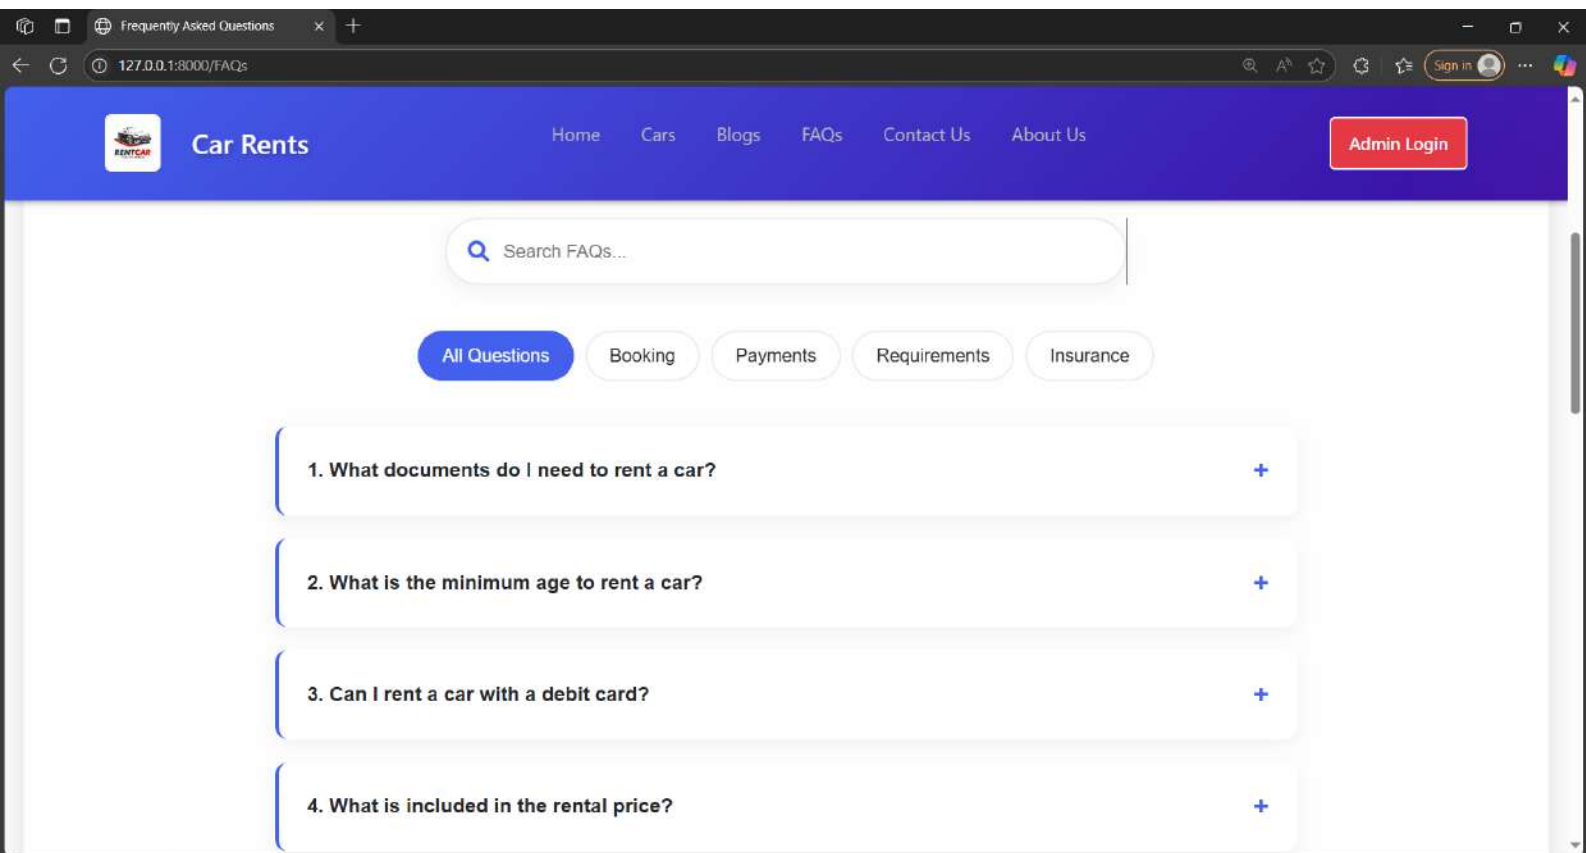 Frequently Asked Questions
127.0.0.1:8000/FAQs
Sign in
RENTCAR
Car Rents
Home Cars Blogs FAQs Contact Us About Us
Admin Login
Search FAQs...
All Questions Booking Payments Requirements Insurance
1. What documents do I need to rent a car?
2. What is the minimum age to rent a car?
3. Can I rent a car with a debit card?
4. What is included in the rental price?